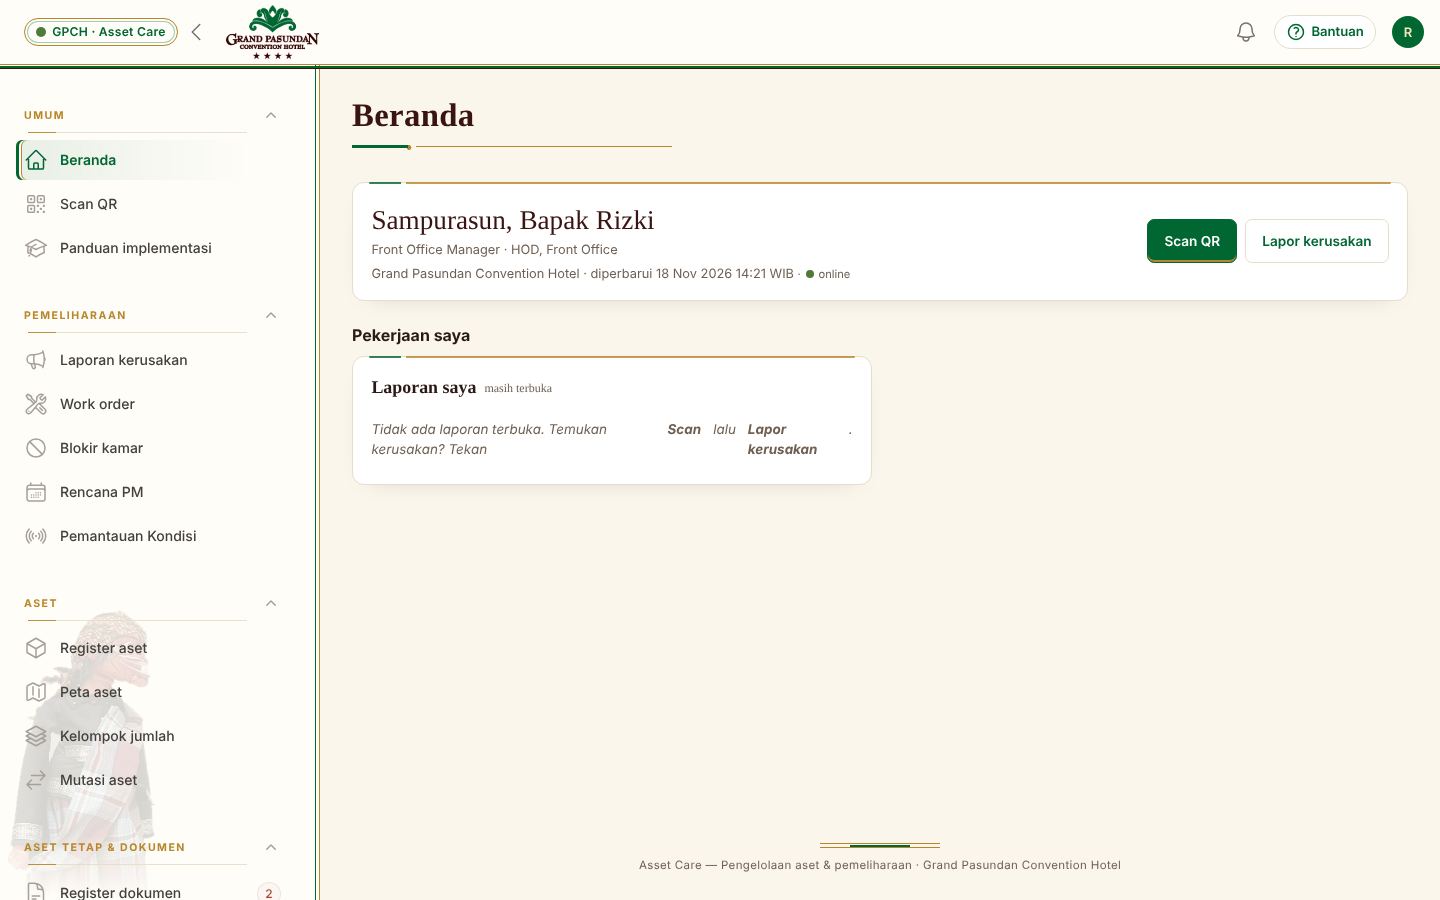 GPCH · Asset Care
GRAND PASUNDAN
CONVENTION HOTEL
Bantuan
R
UMUM
Beranda
Scan QR
Panduan implementasi
PEMELIHARAAN
Laporan kerusakan
Work order
Blokir kamar
Rencana PM
Pemantauan Kondisi
ASET
Register aset
Peta aset
Kelompok jumlah
Mutasi aset
ASET TETAP & DOKUMEN
Register dokumen 2
Beranda
Sampurasun, Bapak Rizki
Front Office Manager · HOD, Front Office
Grand Pasundan Convention Hotel · diperbarui 18 Nov 2026 14:21 WIB · online
Scan QR
Lapor kerusakan
Pekerjaan saya
Laporan saya masih terbuka
Tidak ada laporan terbuka. Temukan kerusakan? Tekan Scan lalu Lapor kerusakan .
Asset Care — Pengelolaan aset & pemeliharaan · Grand Pasundan Convention Hotel